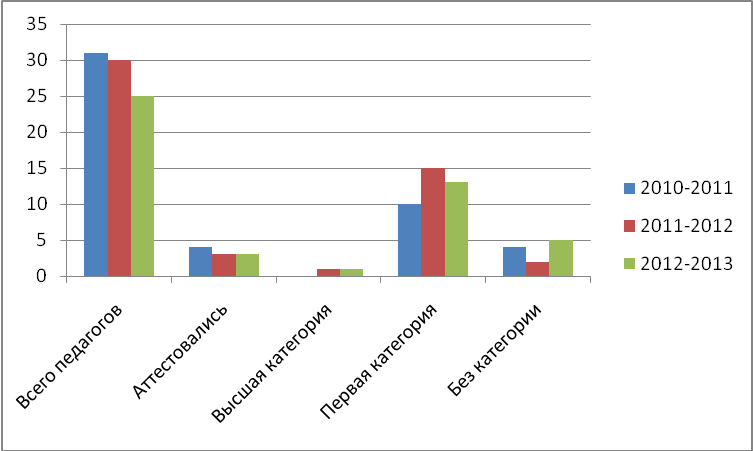 35
30
25
20
15
10
5
0
Всего педагогов
Аттестовались
Высшая категория
Первая категория
Без категории
2010-2011
2011-2012
2012-2013